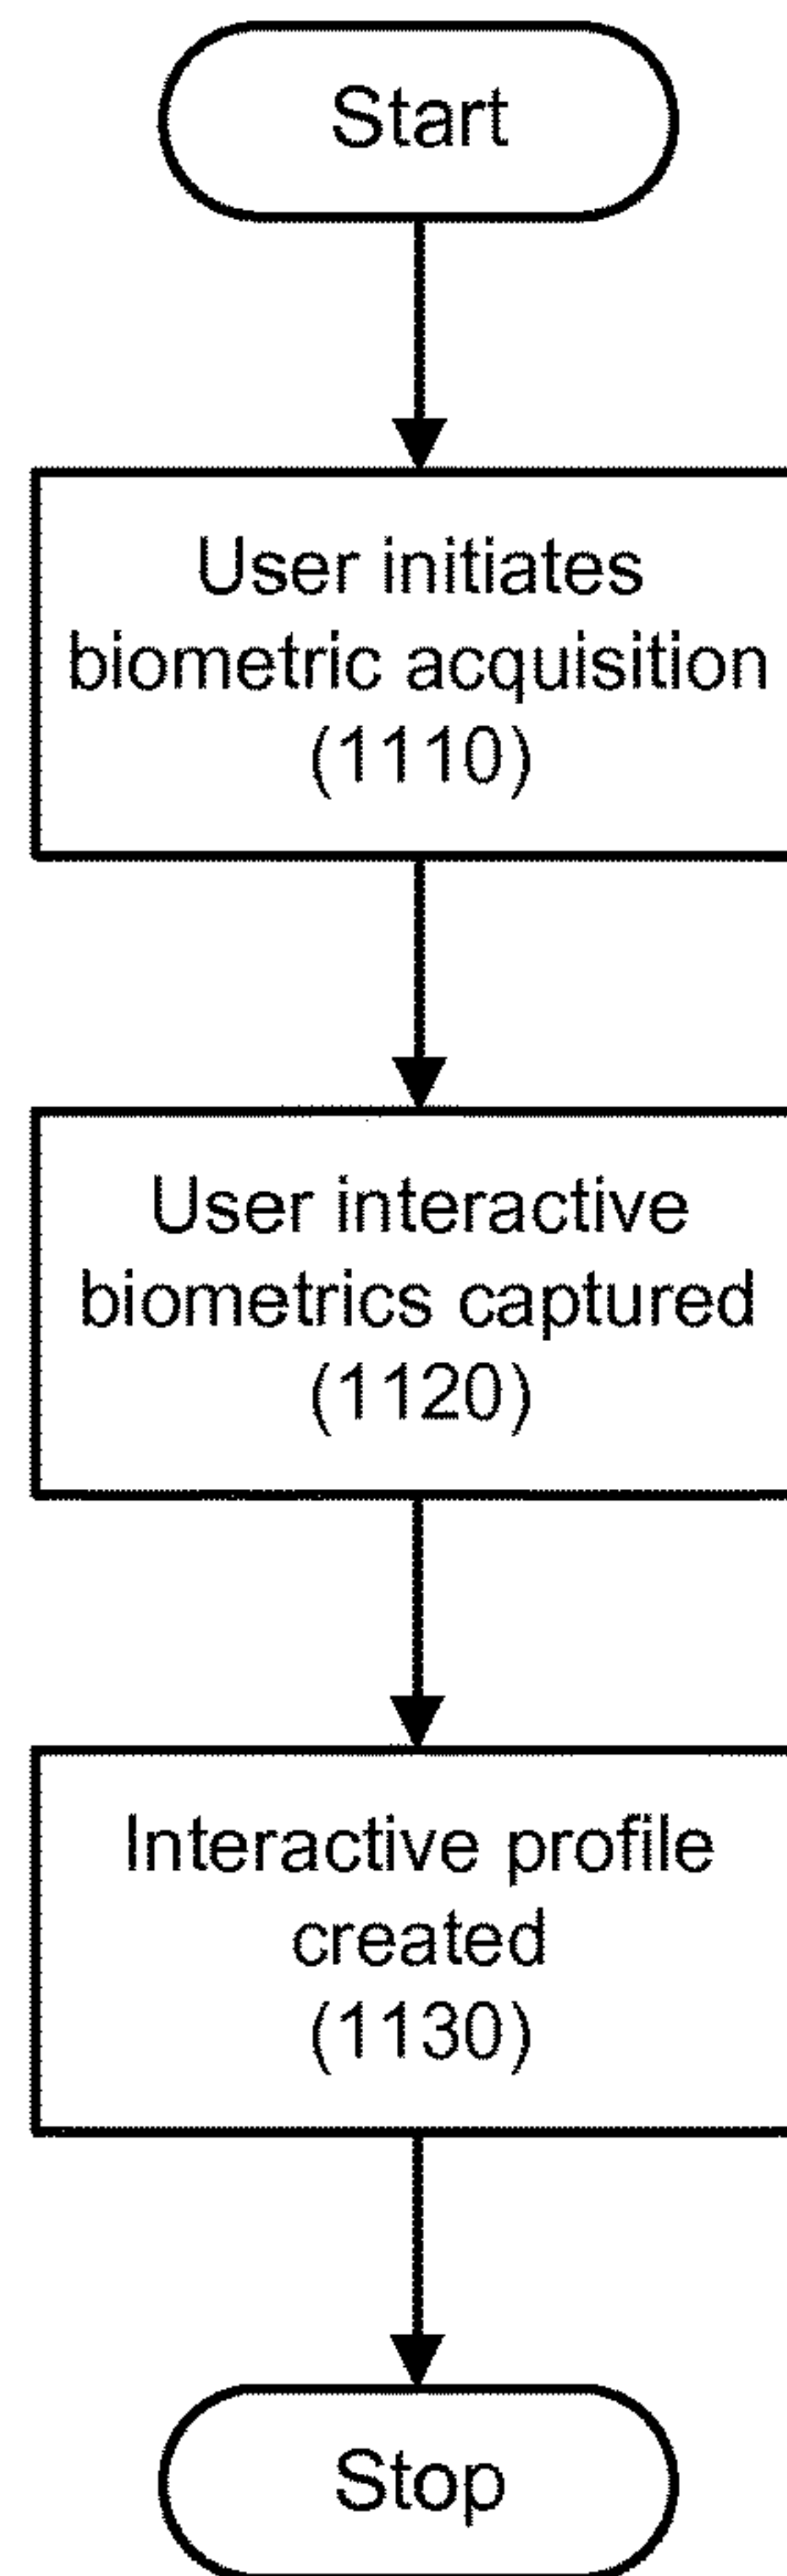 Start
User initiates
biometric acquisition
(1110)
User interactive
biometrics captured
(1120)
Interactive profile
created
(1130)
Stop